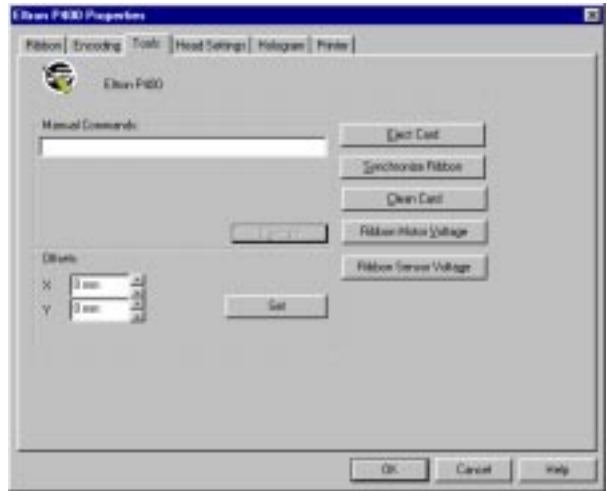 Eltron P400 Properties
Ribbon Encoding Tools Head Settings Hologram Printer
Eltron P400
Manual Commands:
Eject Card
Synchronize Ribbon
Clean Card
Ribbon Motor Voltage
Ribbon Sensor Voltage
Offsets
X 0 mm
Y 0 mm
Set
OK Cancel Help